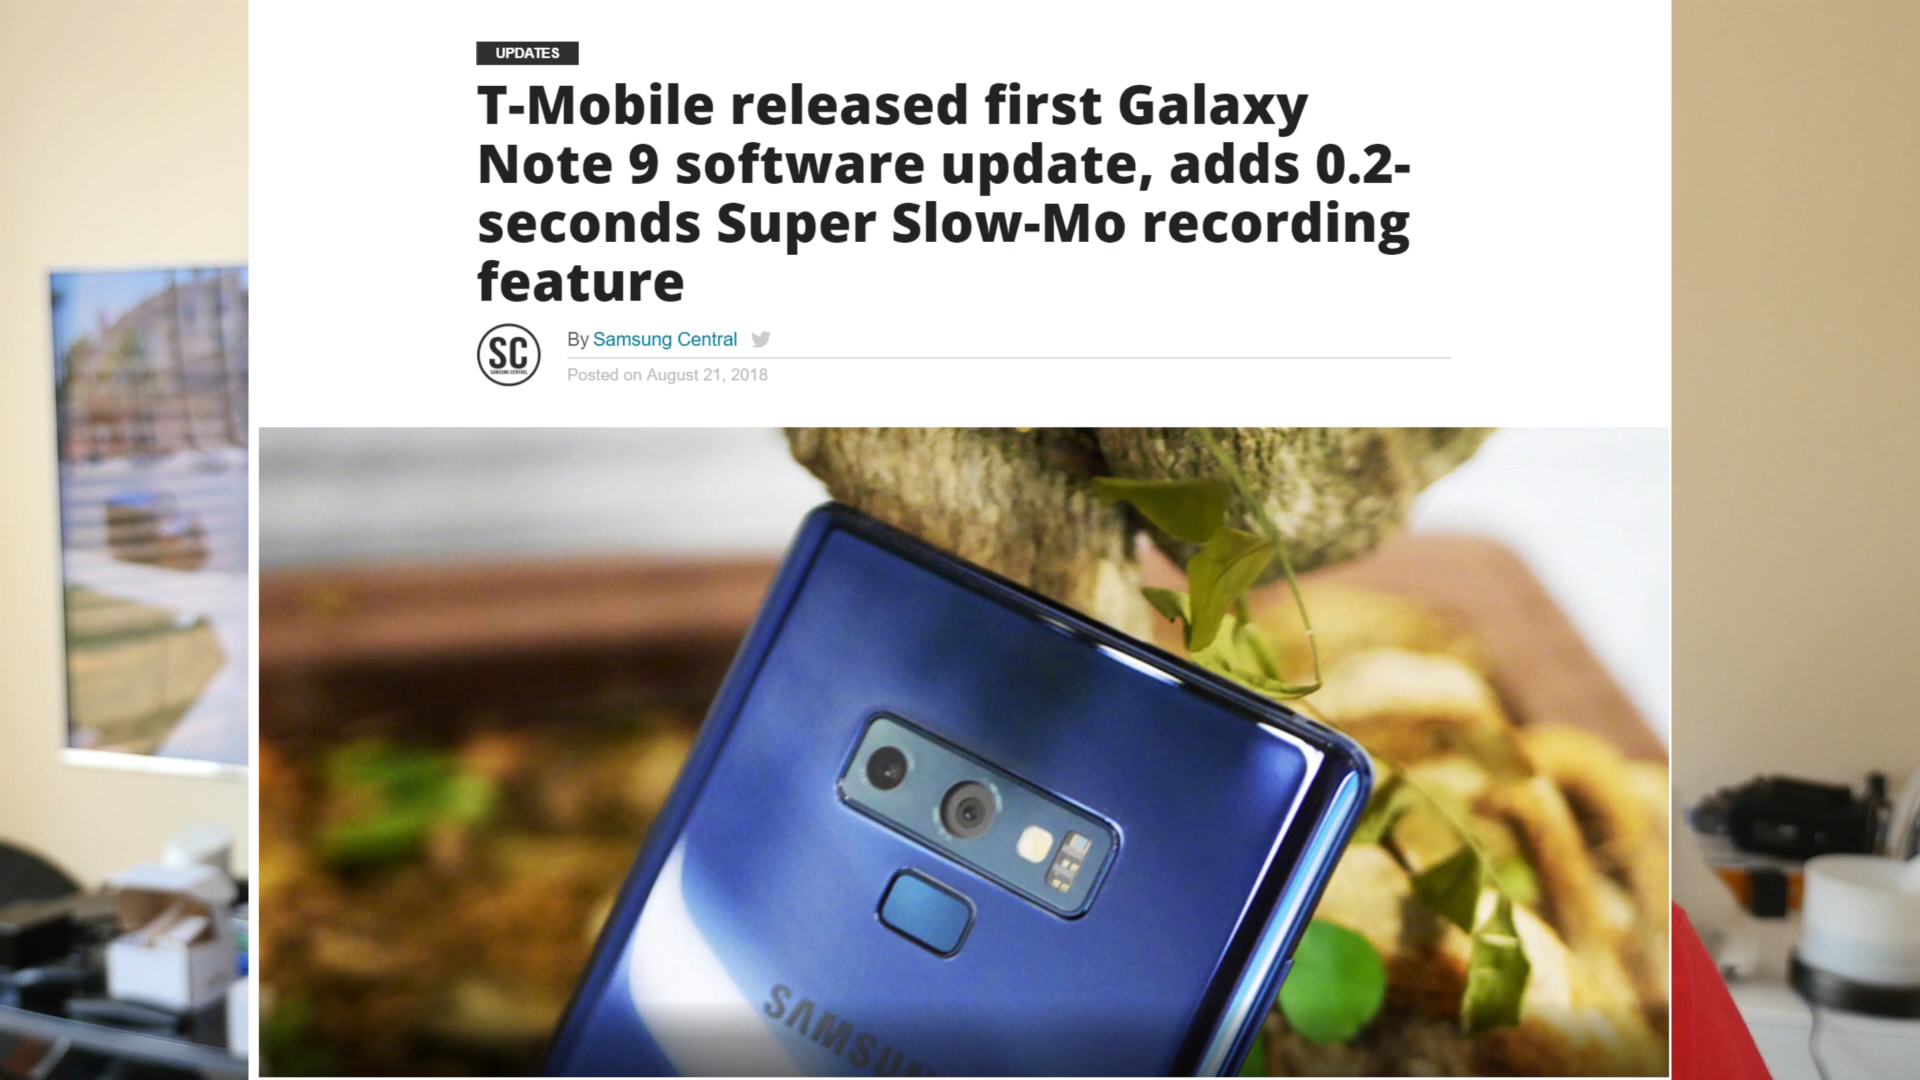 UPDATES
T-Mobile released first Galaxy
Note 9 software update, adds 0.2-
seconds Super Slow-Mo recording
feature
SC
By Samsung Central
Posted on August 21, 2018
SAMSUN